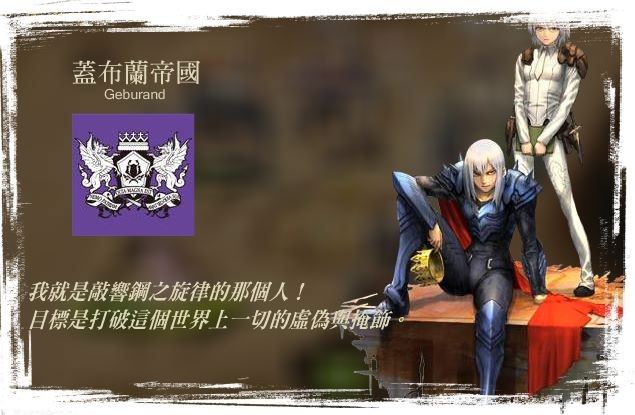 蓋布蘭帝國
Geburand
我就是敲響鋼之旋律的那個人！
目標是打破這個世界上一切的虛偽與掩飾。